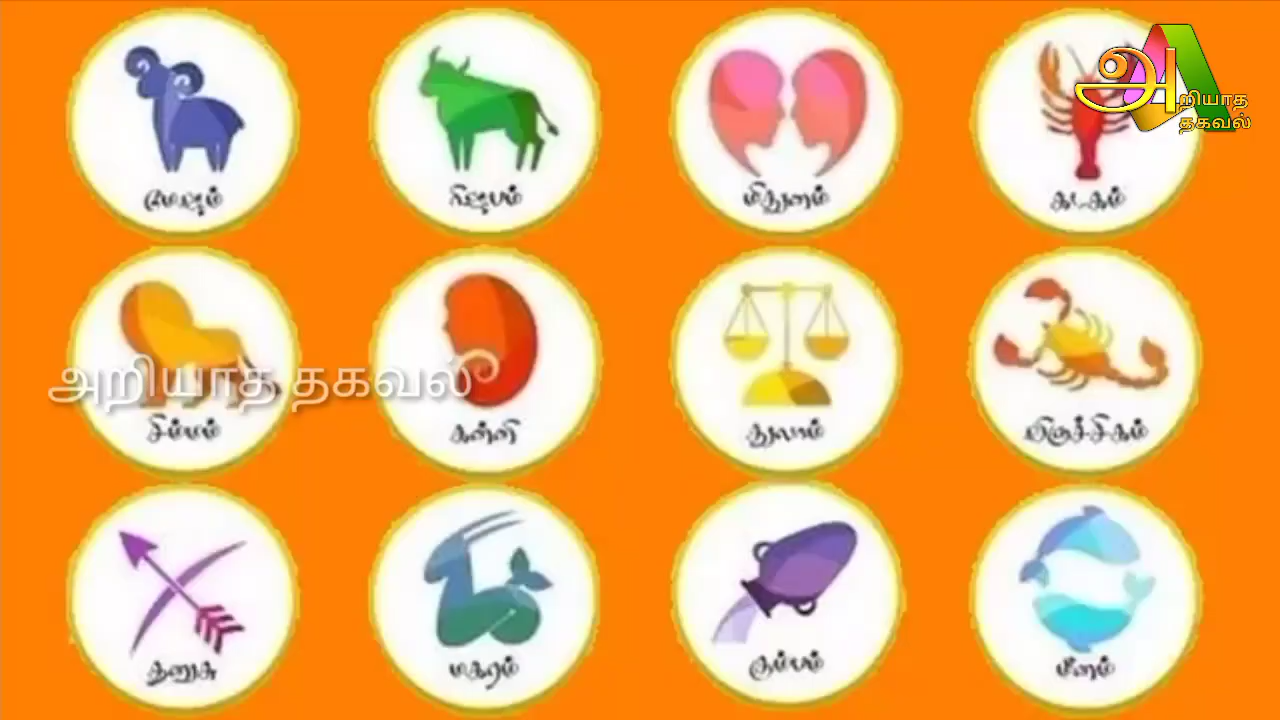 அறியாத
தகவல்
மேஷம்
ரிஷபம்
மிதுனம்
கடகம்
அறியாத தகவல்
சிம்மம்
கன்னி
துலாம்
விருச்சிகம்
தனுசு
மகரம்
கும்பம்
மீனம்